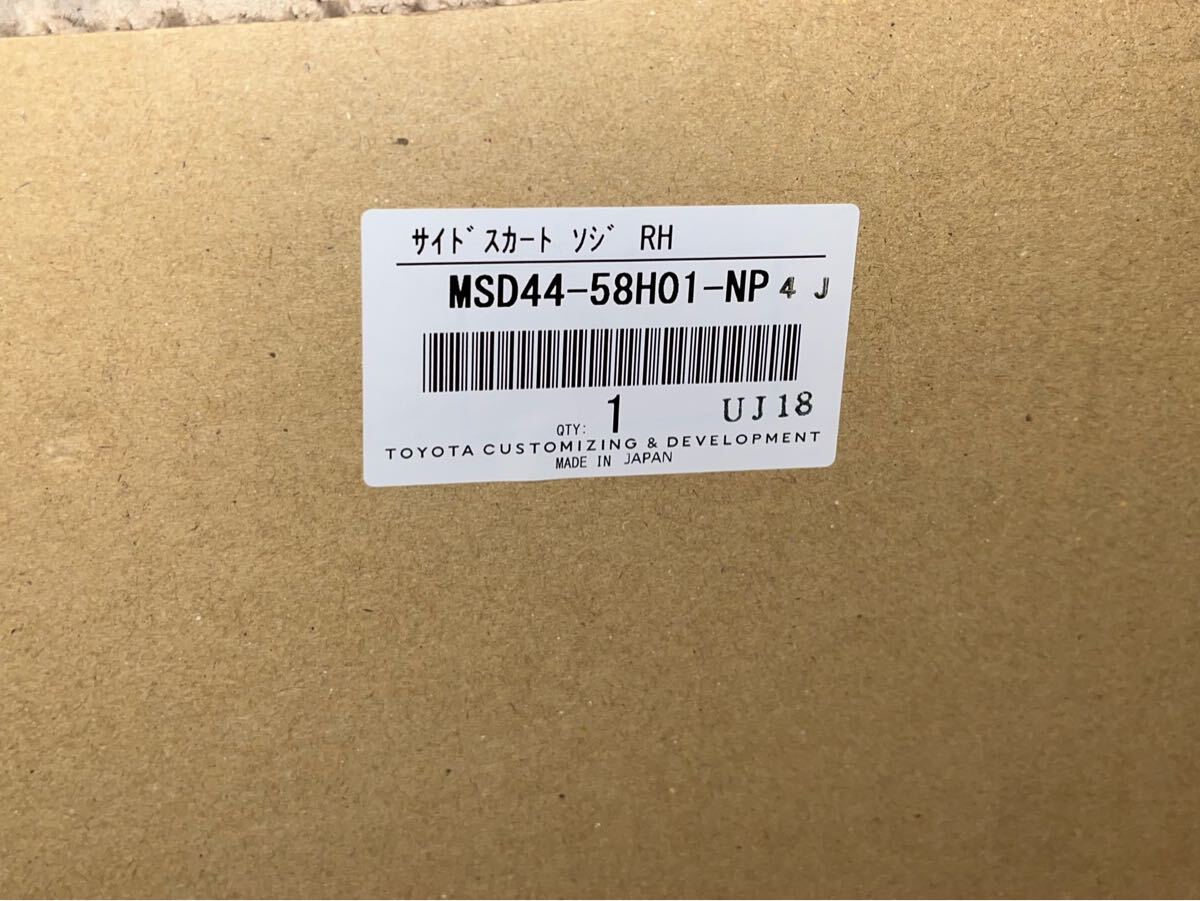 サイドスカート ソジ RH
MSD44-58H01-NP 4 J
QTY: 1 UJ18
TOYOTA CUSTOMIZING & DEVELOPMENT
MADE IN JAPAN